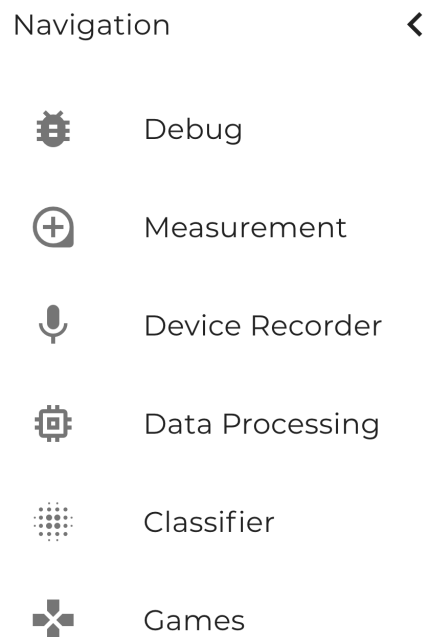 Navigation
Debug
Measurement
Device Recorder
Data Processing
Classifier
Games